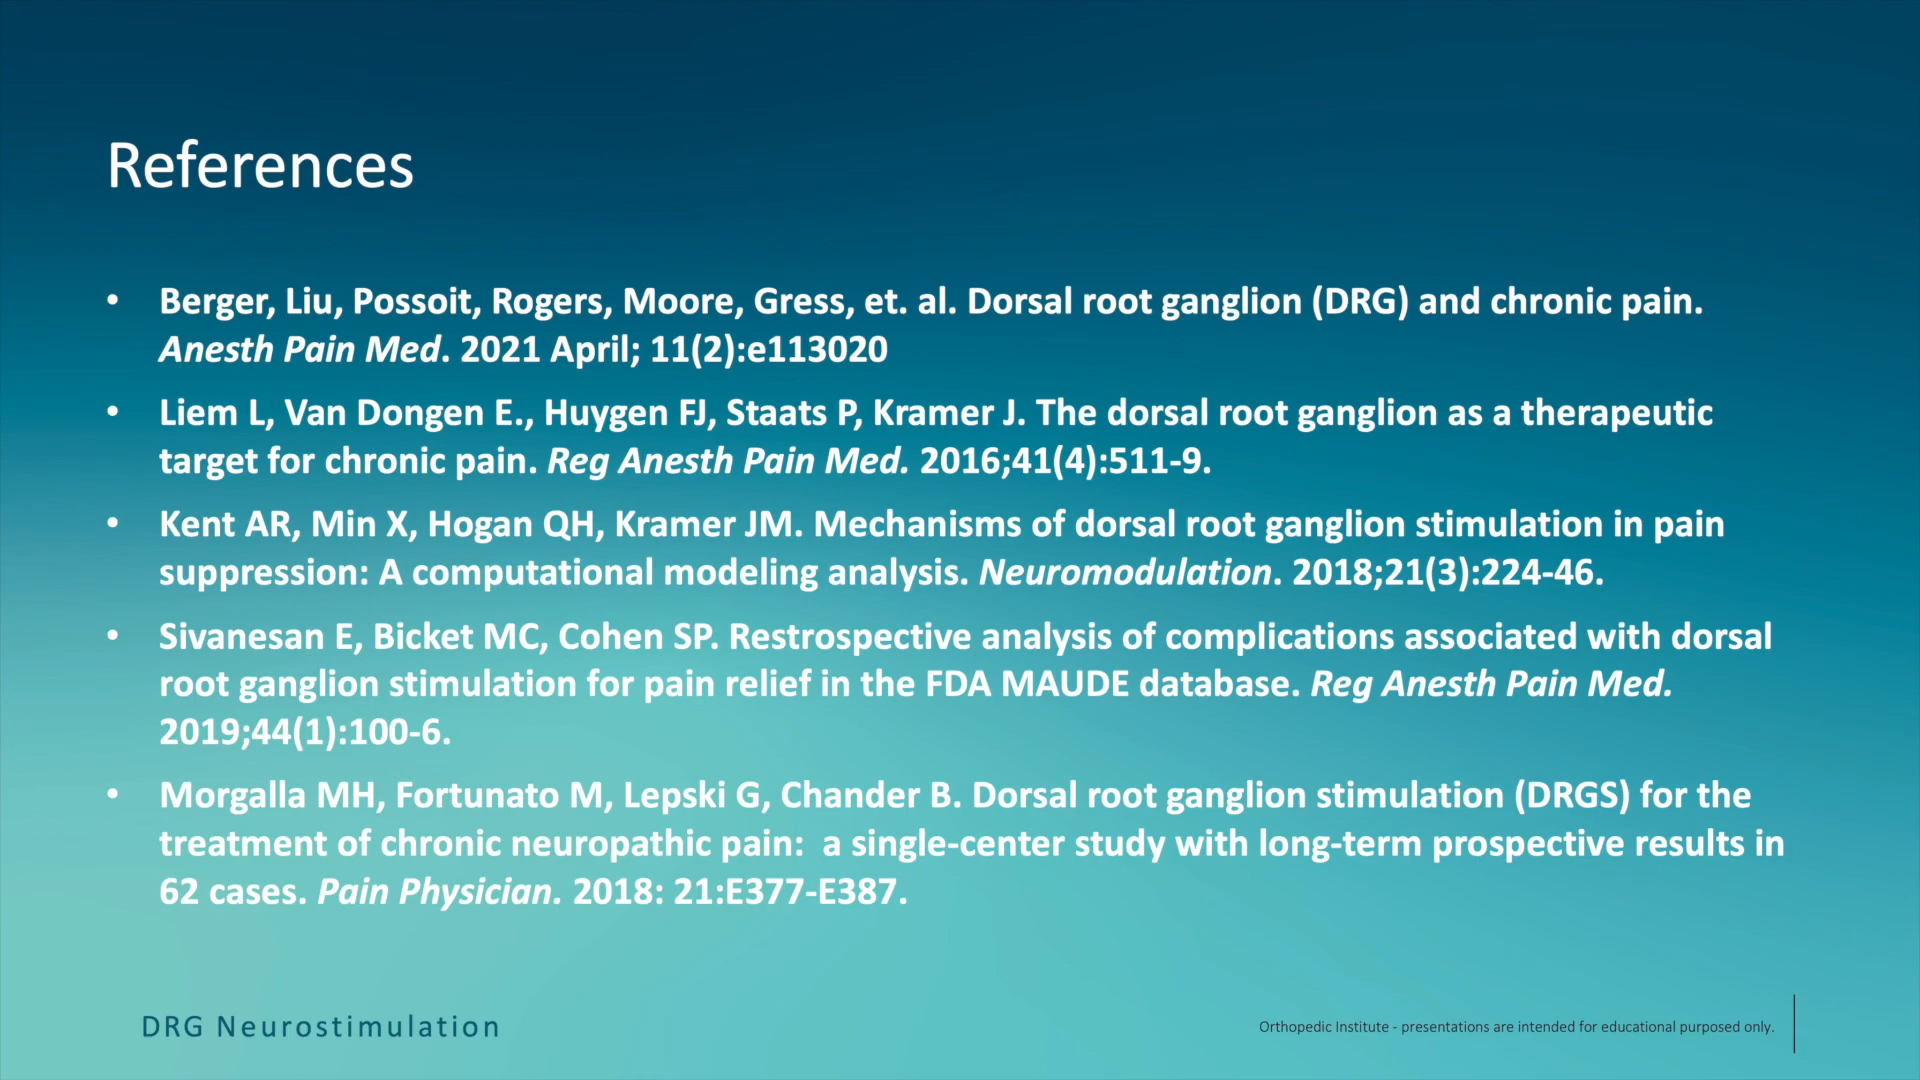 References
• Berger, Liu, Possoit, Rogers, Moore, Gress, et. al. Dorsal root ganglion (DRG) and chronic pain.
Anesth Pain Med. 2021 April; 11(2):e113020
• Liem L, Van Dongen E., Huygen FJ, Staats P, Kramer J. The dorsal root ganglion as a therapeutic
target for chronic pain. Reg Anesth Pain Med. 2016;41(4):511-9.
• Kent AR, Min X, Hogan QH, Kramer JM. Mechanisms of dorsal root ganglion stimulation in pain
suppression: A computational modeling analysis. Neuromodulation. 2018;21(3):224-46.
• Sivanesan E, Bicket MC, Cohen SP. Restrospective analysis of complications associated with dorsal
root ganglion stimulation for pain relief in the FDA MAUDE database. Reg Anesth Pain Med.
2019;44(1):100-6.
• Morgalla MH, Fortunato M, Lepski G, Chander B. Dorsal root ganglion stimulation (DRGS) for the
treatment of chronic neuropathic pain:  a single-center study with long-term prospective results in
62 cases. Pain Physician. 2018: 21:E377-E387.
DRG Neurostimulation
Orthopedic Institute - presentations are intended for educational purposed only.